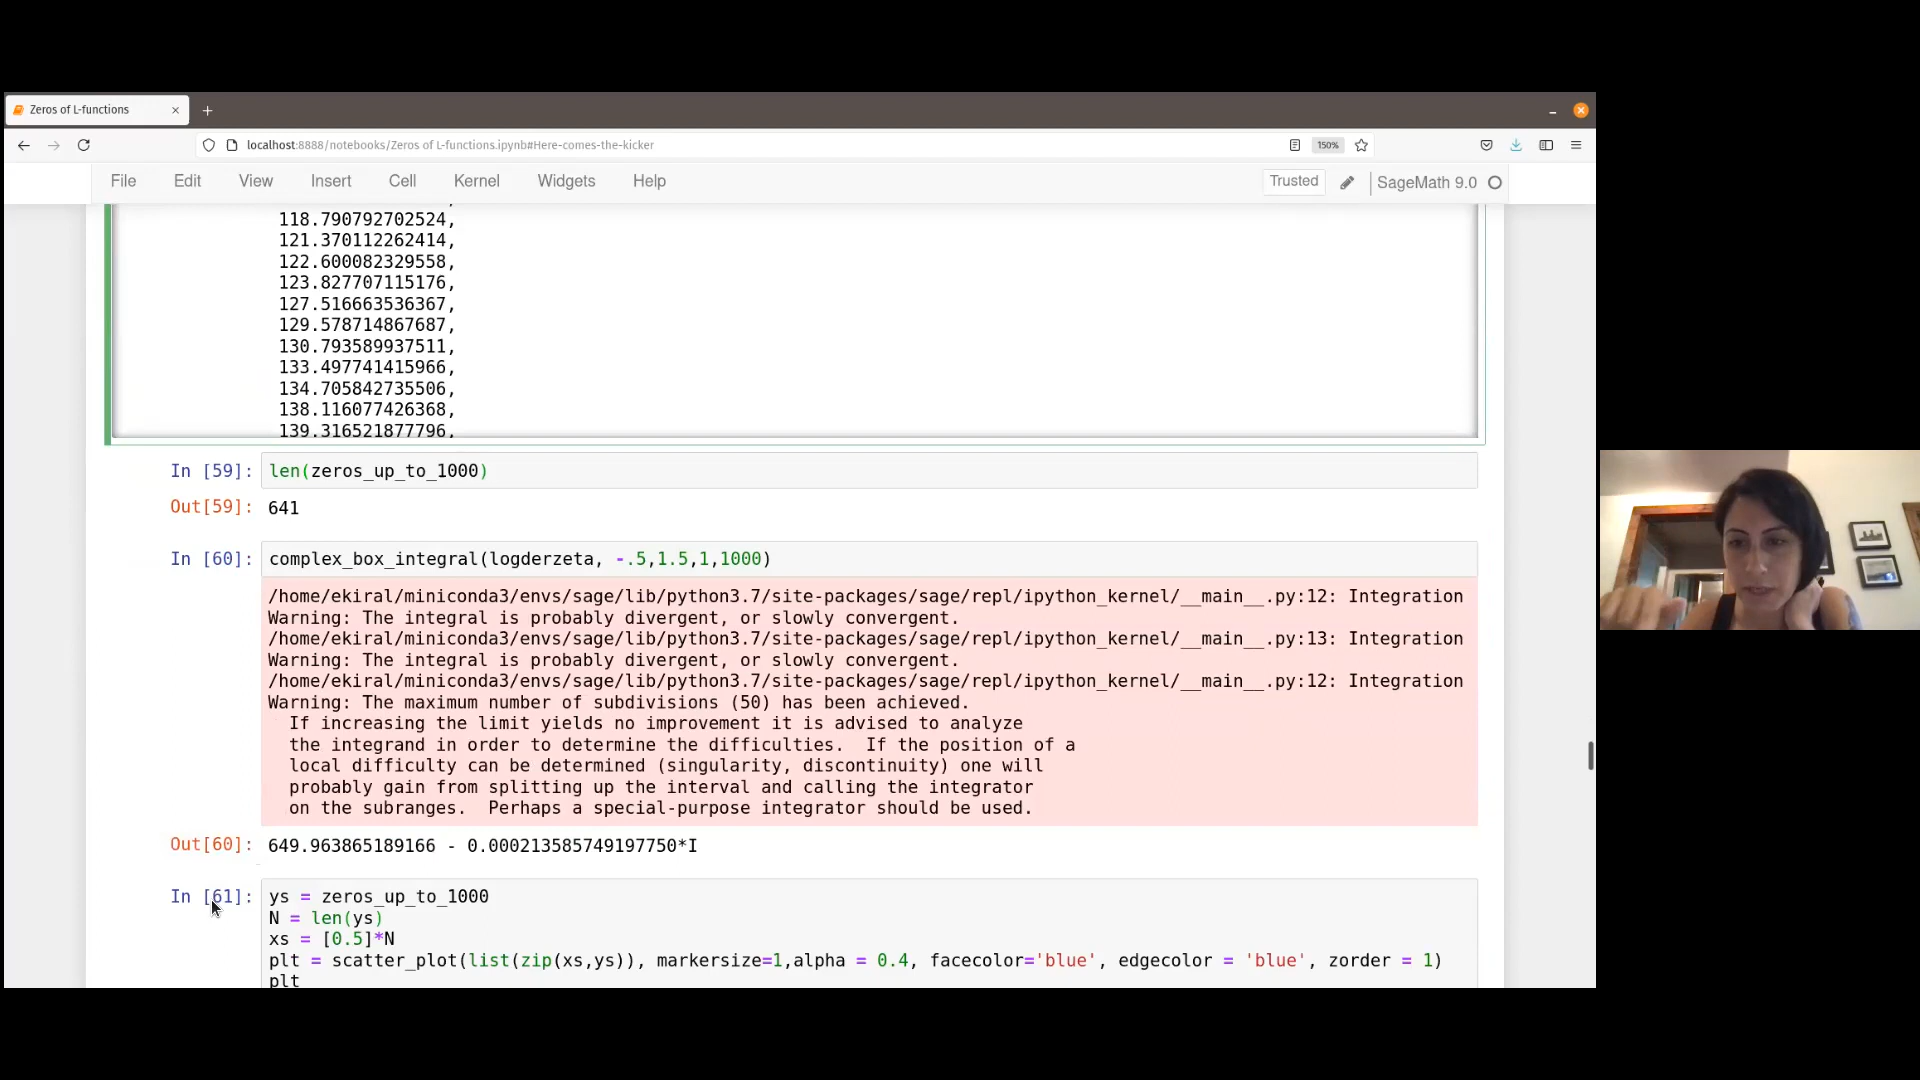 Zeros of L-functions
localhost:8888/notebooks/Zeros of L-functions.ipynb#Here-comes-the-kicker
150%
File Edit View Insert Cell Kernel Widgets Help
Trusted
SageMath 9.0
118.790792702524,
121.370112262414,
122.600082329558,
123.827707115176,
127.516663536367,
129.578714867687,
130.793589937511,
133.497741415966,
134.705842735506,
138.116077426368,
139.316521877796,
In [59]: len(zeros_up_to_1000)
Out[59]: 641
In [60]: complex_box_integral(logderzeta, -.5,1.5,1,1000)
/home/ekiral/miniconda3/envs/sage/lib/python3.7/site-packages/sage/repl/ipython_kernel/__main__.py:12: Integration
Warning: The integral is probably divergent, or slowly convergent.
/home/ekiral/miniconda3/envs/sage/lib/python3.7/site-packages/sage/repl/ipython_kernel/__main__.py:13: Integration
Warning: The integral is probably divergent, or slowly convergent.
/home/ekiral/miniconda3/envs/sage/lib/python3.7/site-packages/sage/repl/ipython_kernel/__main__.py:12: Integration
Warning: The maximum number of subdivisions (50) has been achieved.
If increasing the limit yields no improvement it is advised to analyze
the integrand in order to determine the difficulties.  If the position of a
local difficulty can be determined (singularity, discontinuity) one will
probably gain from splitting up the interval and calling the integrator
on the subranges.  Perhaps a special-purpose integrator should be used.
Out[60]: 649.963865189166 - 0.000213585749197750*I
In [61]: ys = zeros_up_to_1000
N = len(ys)
xs = [0.5]*N
plt = scatter_plot(list(zip(xs,ys)), markersize=1,alpha = 0.4, facecolor='blue', edgecolor = 'blue', zorder = 1)
plt